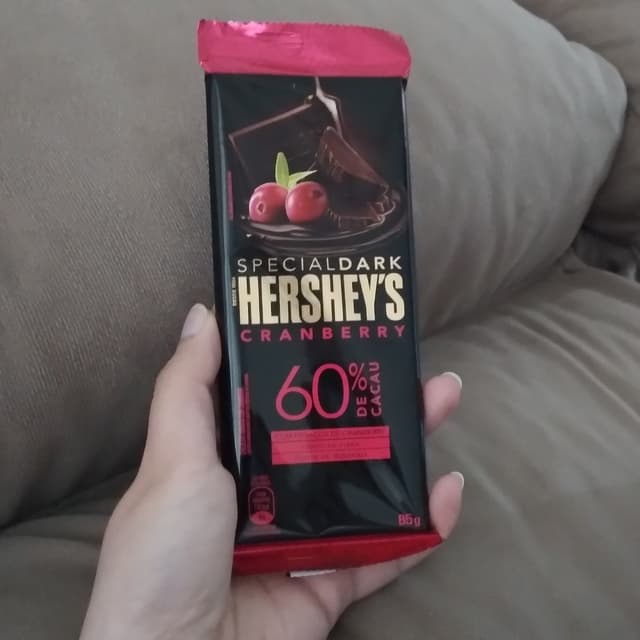 SPECIALDARK
HERSHEY'S
CRANBERRY
60%
DE
CACAU
85g